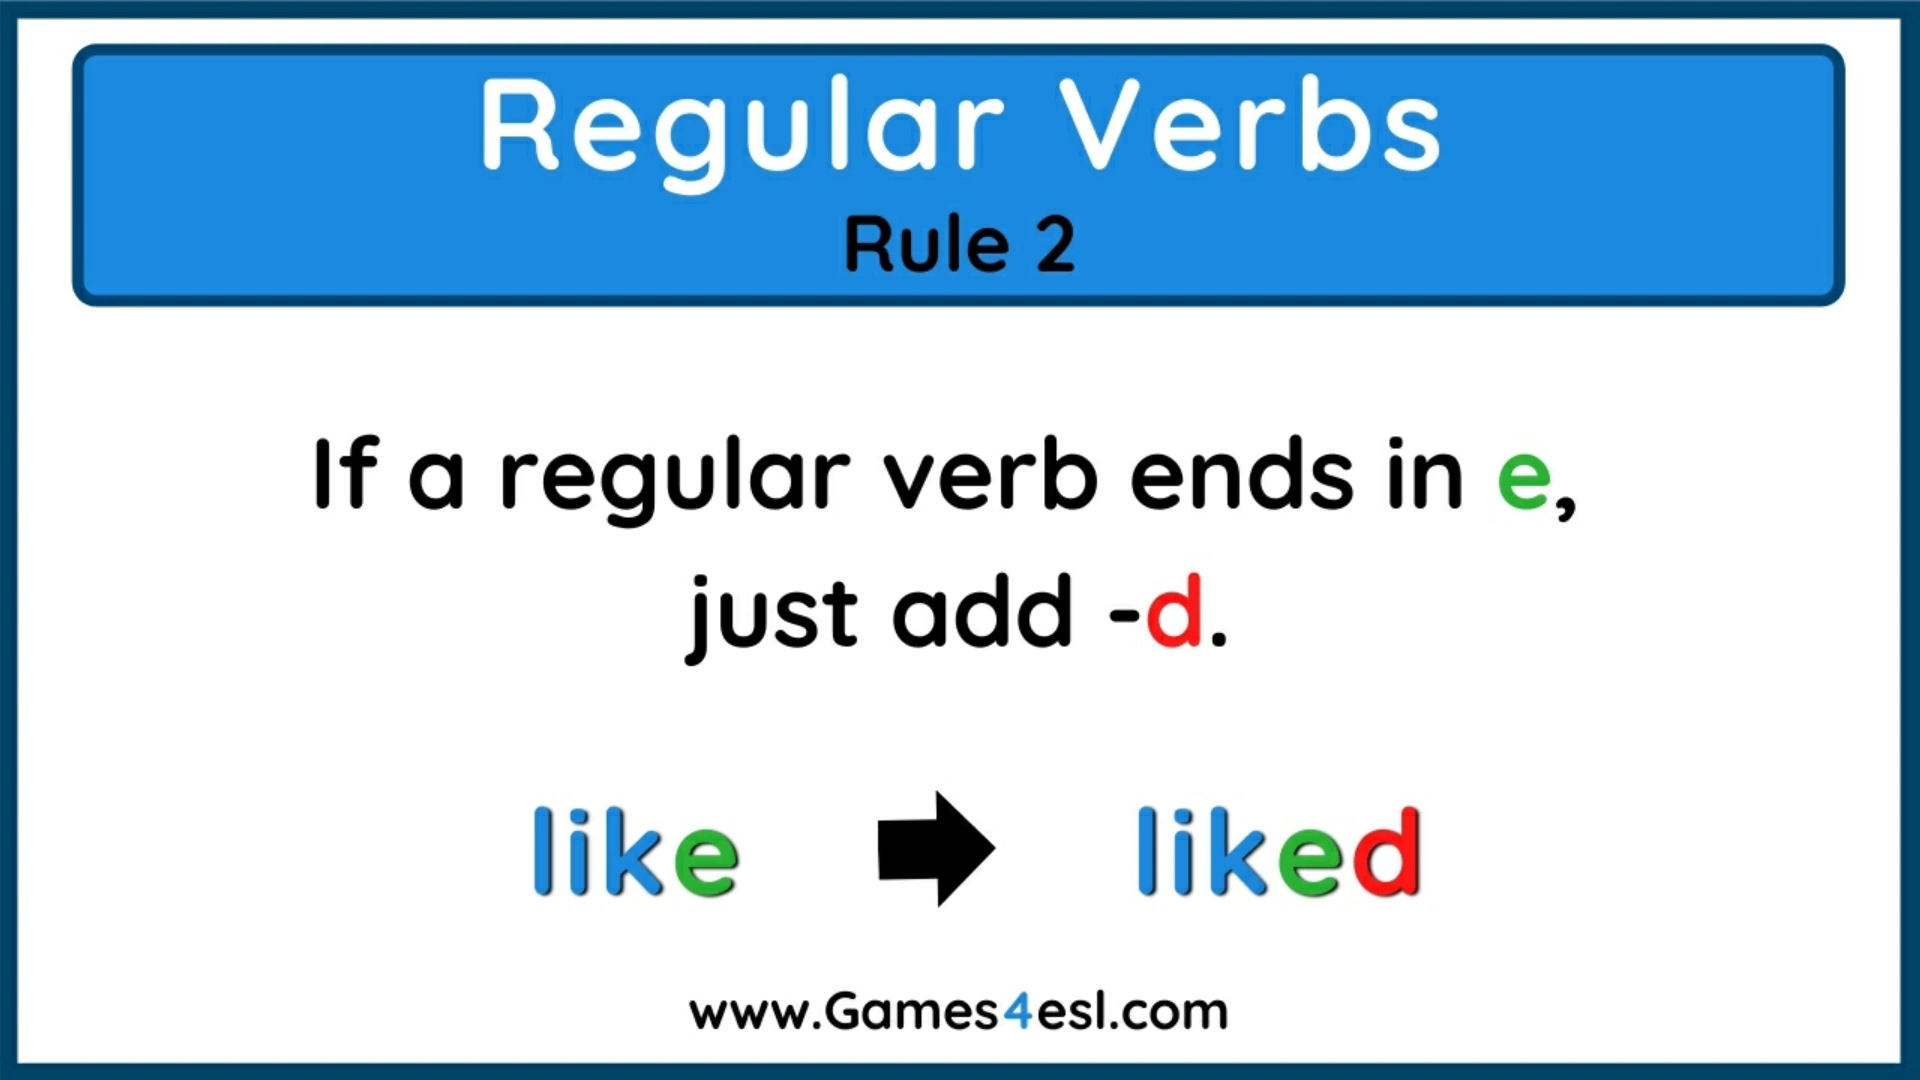 Regular Verbs
Rule 2
If a regular verb ends in e,
just add -d.
like liked
www.Games4esl.com